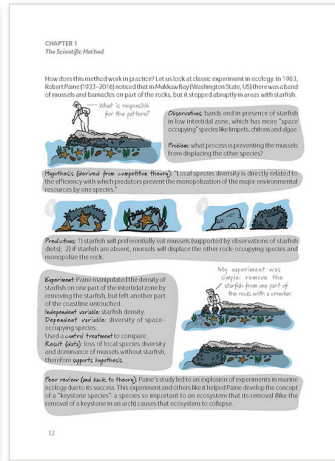 CHAPTER 1
The Scientific Method
How does this method work in practice? Let us look at classic experiment in ecology. In 1963,
Robert Paine (1933–2016) noticed that in Mukkaw Bay (Washington State, US) there was a band
of mussels and barnacles on part of the rocks, but it stopped abruptly in areas with starfish.
What is responsible
for the pattern?
Observations: bands end in presence of starfish
in low intertidal zone, which has more "space
occupying" species like limpets, chitons and algae.
Problem: what process is preventing the mussels
from displacing the other species?
Hypothesis (derived from competition theory): "Local species diversity is directly related to
the efficiency with which predators prevent the monopolization of the major environmental
resources by one species."
Predictions: 1) starfish will preferentially eat mussels (supported by observations of starfish
diets); 2) if starfish are absent, mussels will displace the other rock-occupying species and
monopolize the rock.
Experiment: Paine manipulated the density of
starfish on one part of the intertidal zone by
removing the starfish, but left another part
of the coastline untouched.
Independent variable: starfish density.
Dependent variable: diversity of space-
occupying species.
Used a control treatment to compare.
Result (data): loss of local species diversity
and dominance of mussels without starfish;
therefore supports hypothesis.
My experiment was
simple: remove the
starfish from one part of
the rock with a crowbar
Peer review (and back to theory): Paine's study led to an explosion of experiments in marine
ecology due to its success. This experiment and others like it helped Paine develop the concept
of a "keystone species": a species so important to an ecosystem that its removal (like the
removal of a keystone in an arch) causes that ecosystem to collapse.
12